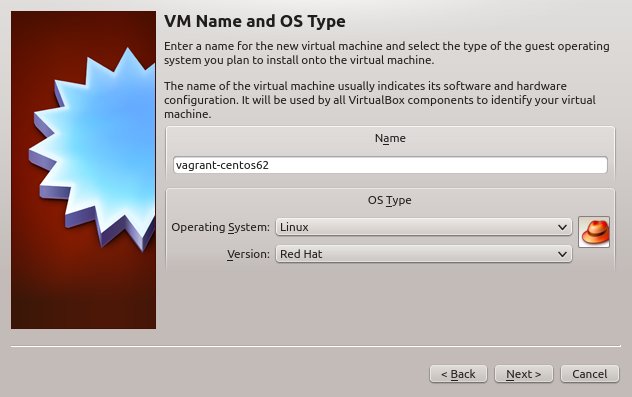 VM Name and OS Type
Enter a name for the new virtual machine and select the type of the guest operating
system you plan to install onto the virtual machine.
The name of the virtual machine usually indicates its software and hardware
configuration. It will be used by all VirtualBox components to identify your virtual
machine.
Name
vagrant-centos62
OS Type
Operating System: Linux
Version: Red Hat
< Back Next > Cancel